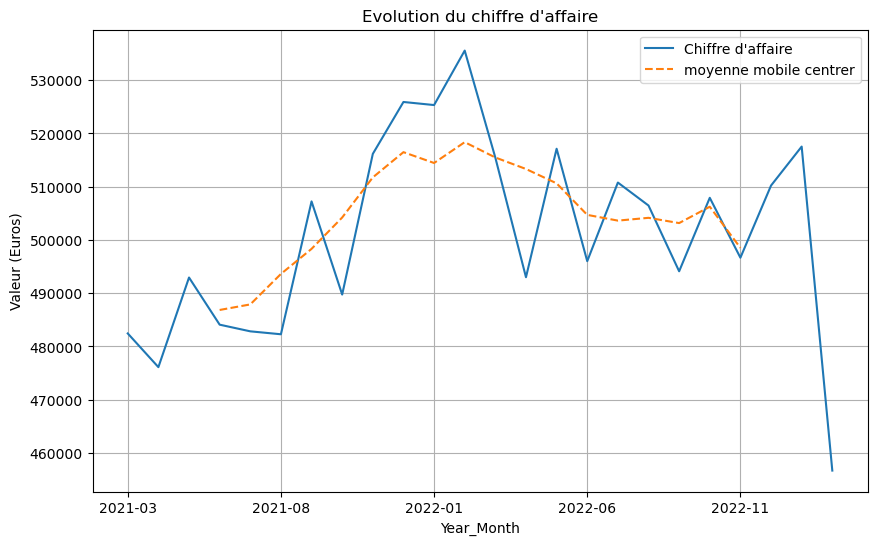 Evolution du chiffre d'affaire
Chiffre d'affaire
moyenne mobile centrer
Valeur (Euros)
530000
520000
510000
500000
490000
480000
470000
460000
2021-03
2021-08
2022-01
2022-06
2022-11
Year_Month